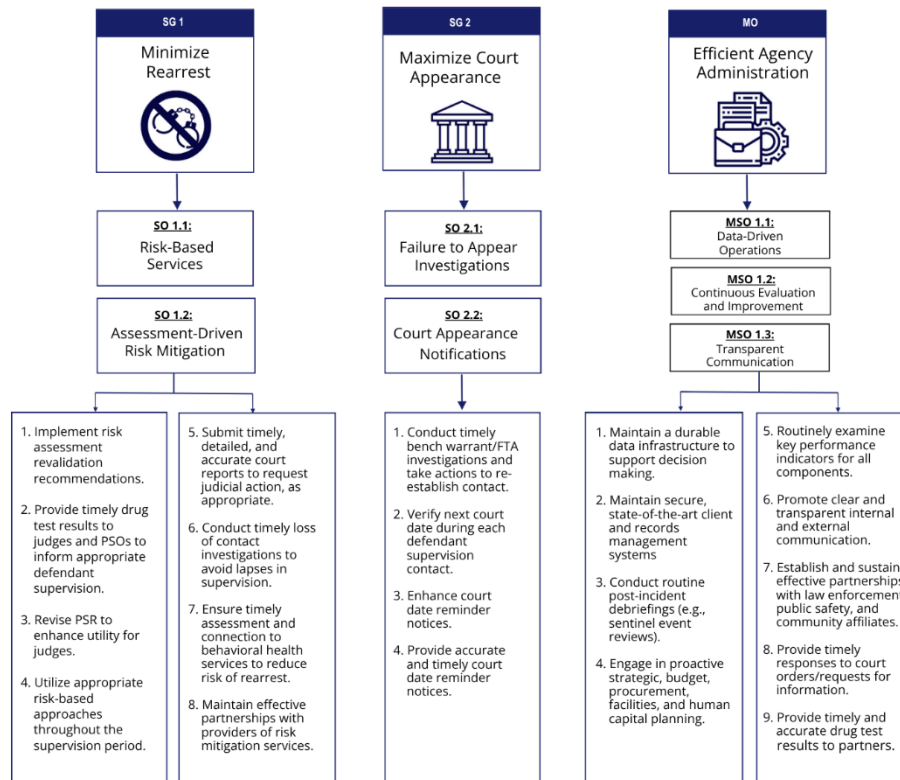 SG 1
Minimize
Rearrest
SO 1.1:
Risk-Based
Services
SO 1.2:
Assessment-Driven
Risk Mitigation
1. Implement risk
assessment
revalidation
recommendations.
2. Provide timely drug
test results to
judges and PSOs to
inform appropriate
defendant
supervision.
3. Revise PSR to
enhance utility for
judges.
4. Utilize appropriate
risk-based
approaches
throughout the
supervision period.
5. Submit timely,
detailed, and
accurate court
reports to request
judicial action, as
appropriate.
6. Conduct timely loss
of contact
investigations to
avoid lapses in
supervision.
7. Ensure timely
assessment and
connection to
behavioral health
services to reduce
risk of rearrest.
8. Maintain effective
partnerships with
providers of risk
mitigation services.
SG 2
Maximize Court
Appearance
SO 2.1:
Failure to Appear
Investigations
SO 2.2:
Court Appearance
Notifications
1. Conduct timely
bench warrant/FTA
investigations and
take actions to re-
establish contact.
2. Verify next court
date during each
defendant
supervision
contact.
3. Enhance court
date reminder
notices.
4. Provide accurate
and timely court
date reminder
notices.
MO
Efficient Agency
Administration
MSO 1.1:
Data-Driven
Operations
MSO 1.2:
Continuous Evaluation
and Improvement
MSO 1.3:
Transparent
Communication
1. Maintain a durable
data infrastructure to
support decision
making.
2. Maintain secure,
state-of-the-art client
and records
management
systems
3. Conduct routine
post-incident
debriefings (e.g.,
sentinel event
reviews).
4. Engage in proactive
strategic, budget,
procurement,
facilities, and human
capital planning.
5. Routinely examine
key performance
indicators for all
components.
6. Promote clear and
transparent internal
and external
communication.
7. Establish and sustain
effective partnerships
with law enforcement,
public safety, and
community affiliates.
8. Provide timely
responses to court
orders/requests for
information.
9. Provide timely and
accurate drug test
results to partners.